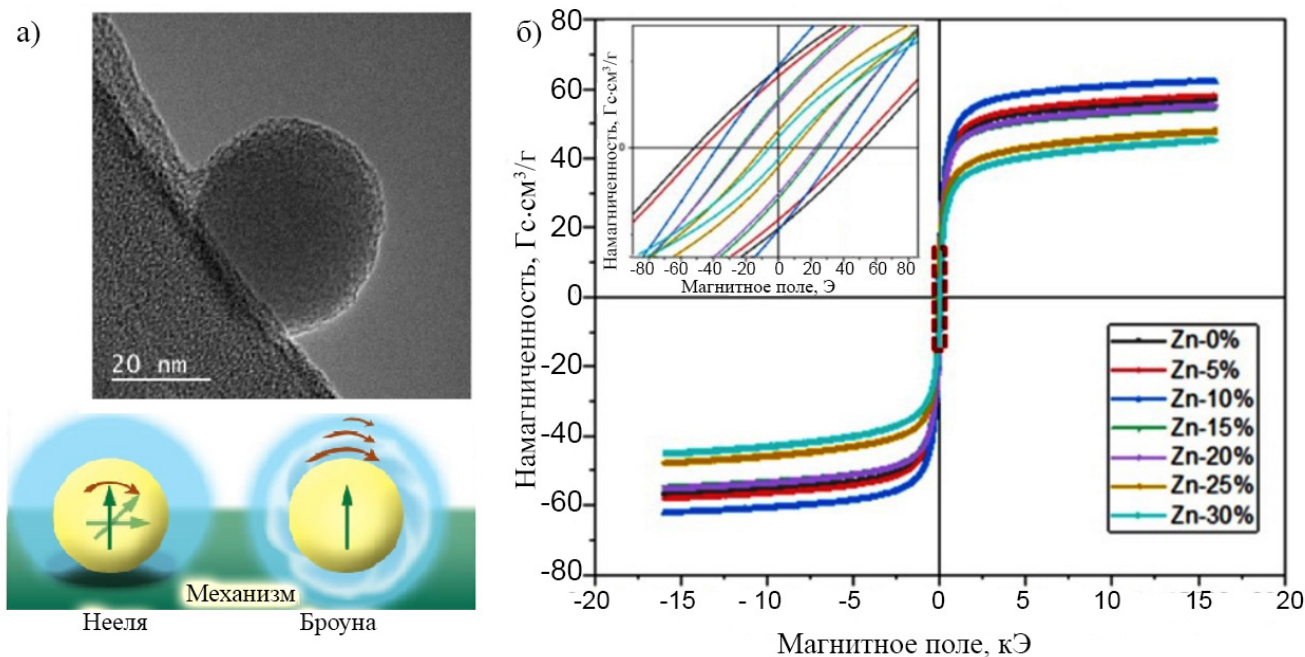 а)
20 nm
Механизм
Нееля
Броуна
б)
Намагниченность, Гс·см³/г
80
60
40
20
0
-20
-40
-60
-80
-20
-15
-10
-5
0
5
10
15
20
Магнитное поле, кЭ
Намагниченность, Гс·см³/г
0
-80
-60
-40
-20
0
20
40
60
80
Магнитное поле, Э
Zn-0%
Zn-5%
Zn-10%
Zn-15%
Zn-20%
Zn-25%
Zn-30%